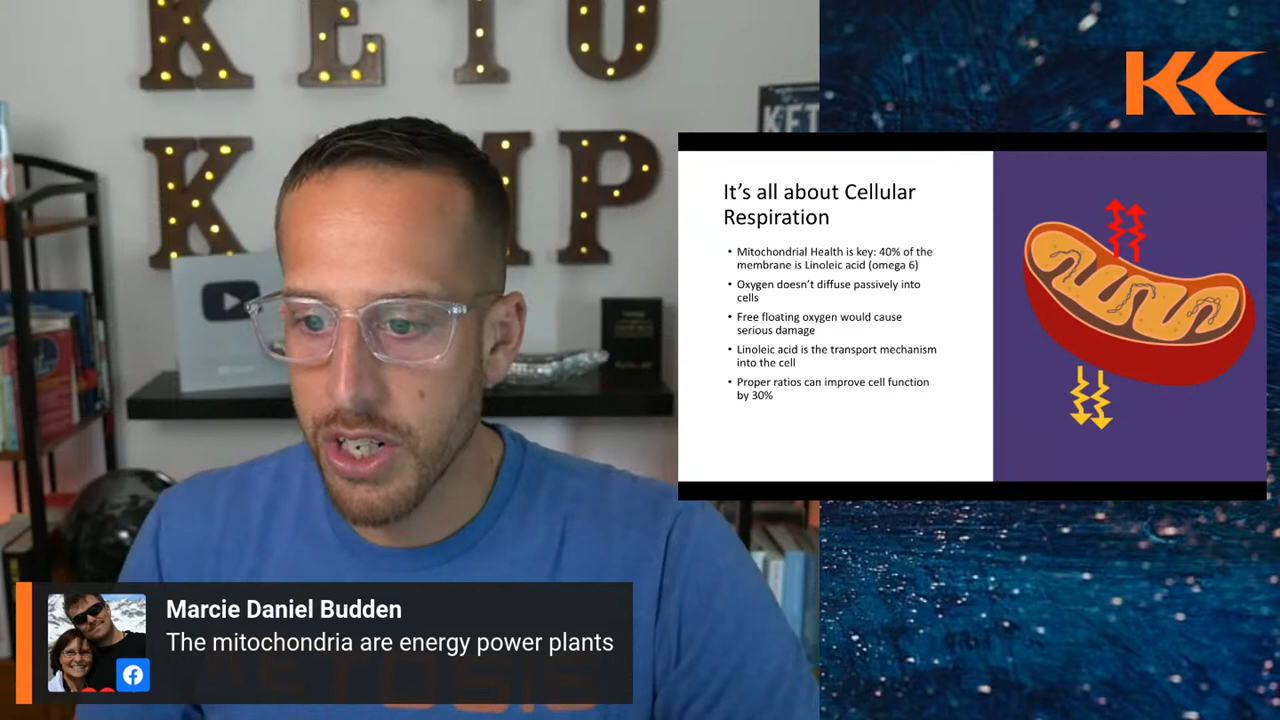 KETO
KAMP
KET
KC
It's all about Cellular
Respiration
• Mitochondrial Health is key: 40% of the
membrane is Linoleic acid (omega 6)
• Oxygen doesn't diffuse passively into
cells
• Free floating oxygen would cause
serious damage
• Linoleic acid is the transport mechanism
into the cell
• Proper ratios can improve cell function
by 30%
Marcie Daniel Budden
The mitochondria are energy power plants